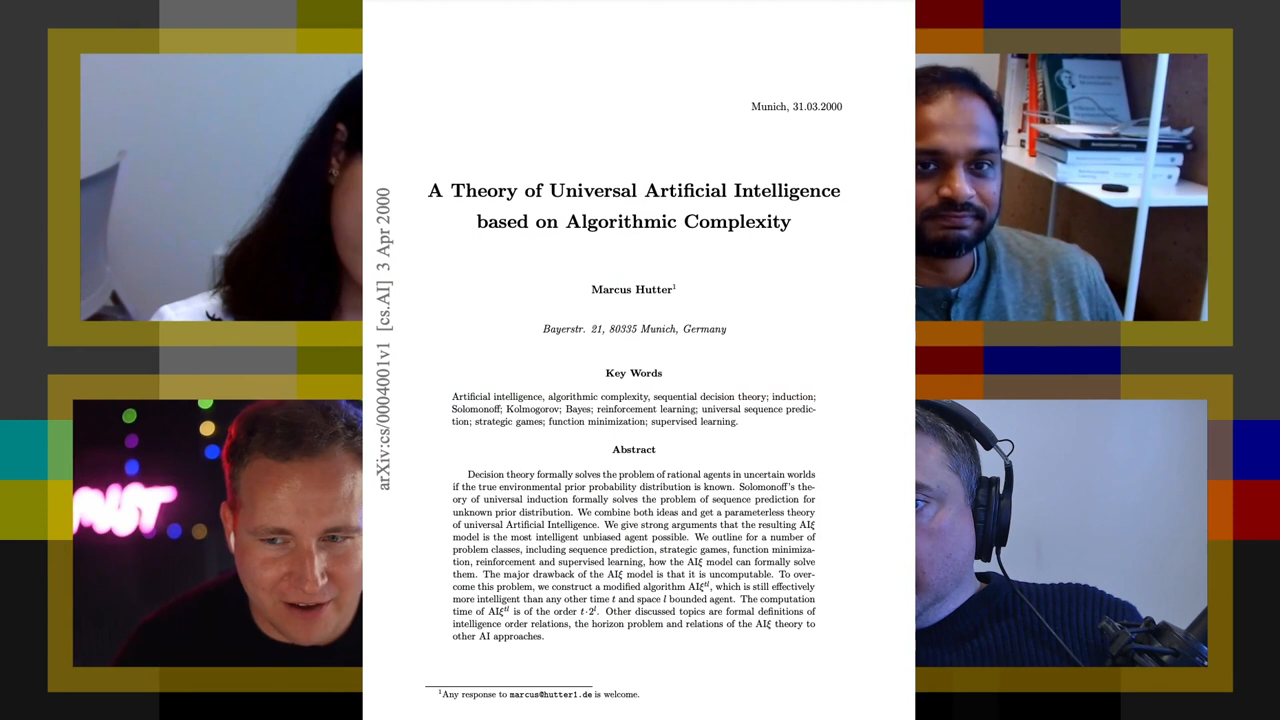 Munich, 31.03.2000
A Theory of Universal Artificial Intelligence
based on Algorithmic Complexity
arXiv:cs/0004001v1 [cs.AI] 3 Apr 2000
Marcus Hutter¹
Bayerstr. 21, 80335 Munich, Germany
Key Words
Artificial intelligence, algorithmic complexity, sequential decision theory; induction;
Solomonoff; Kolmogorov; Bayes; reinforcement learning; universal sequence predic-
tion; strategic games; function minimization; supervised learning.
Abstract
Decision theory formally solves the problem of rational agents in uncertain worlds
if the true environmental prior probability distribution is known. Solomonoff's the-
ory of universal induction formally solves the problem of sequence prediction for
unknown prior distribution. We combine both ideas and get a parameterless theory
of universal Artificial Intelligence. We give strong arguments that the resulting AIξ
model is the most intelligent unbiased agent possible. We outline for a number of
problem classes, including sequence prediction, strategic games, function minimiza-
tion, reinforcement and supervised learning, how the AIξ model can formally solve
them. The major drawback of the AIξ model is that it is uncomputable. To over-
come this problem, we construct a modified algorithm AIξᵗˡ, which is still effectively
more intelligent than any other time t and space l bounded agent. The computation
time of AIξᵗˡ is of the order t·2ˡ. Other discussed topics are formal definitions of
intelligence order relations, the horizon problem and relations of the AIξ theory to
other AI approaches.
¹Any response to marcus@hutter1.de is welcome.